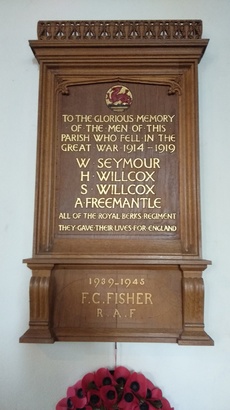 TO THE GLORIOUS MEMORY
OF THE MEN OF THIS
PARISH WHO FELL IN THE
GREAT WAR 1914-1919
W SEYMOUR
H WILLCOX
S WILLCOX
A FREEMANTLE
ALL OF THE ROYAL BERKS REGIMENT
THEY GAVE THEIR LIVES FOR ENGLAND
1939-1945
F.C. FISHER
R A F